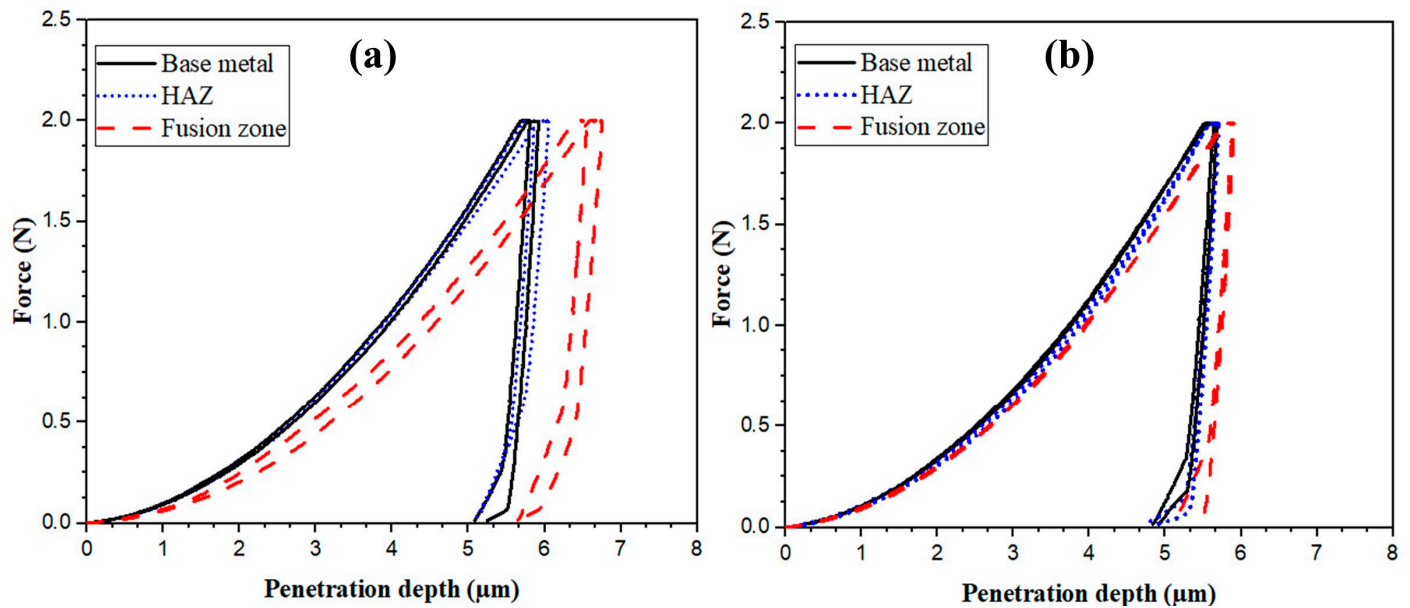 (a)
Base metal
HAZ
Fusion zone
Force (N)
2.5
2.0
1.5
1.0
0.5
0.0
0 1 2 3 4 5 6 7 8
Penetration depth (μm)
(b)
Base metal
HAZ
Fusion zone
Force (N)
2.5
2.0
1.5
1.0
0.5
0.0
0 1 2 3 4 5 6 7 8
Penetration depth (μm)